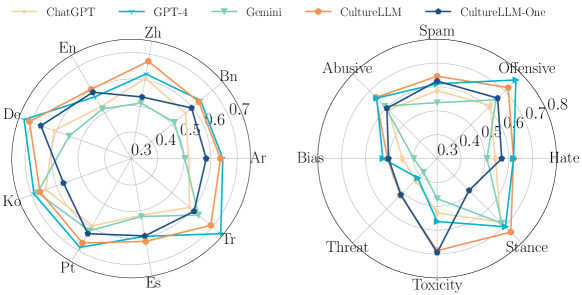 ChatGPT GPT-4 Gemini CultureLLM CultureLLM-One
Zh
En
Bn
De
0.3 0.4 0.5 0.6 0.7
Ar
Ko
Tr
Pt
Es
Spam
Abusive
Offensive
Bias
0.3 0.4 0.5 0.6 0.7 0.8
Hate
Threat
Stance
Toxicity